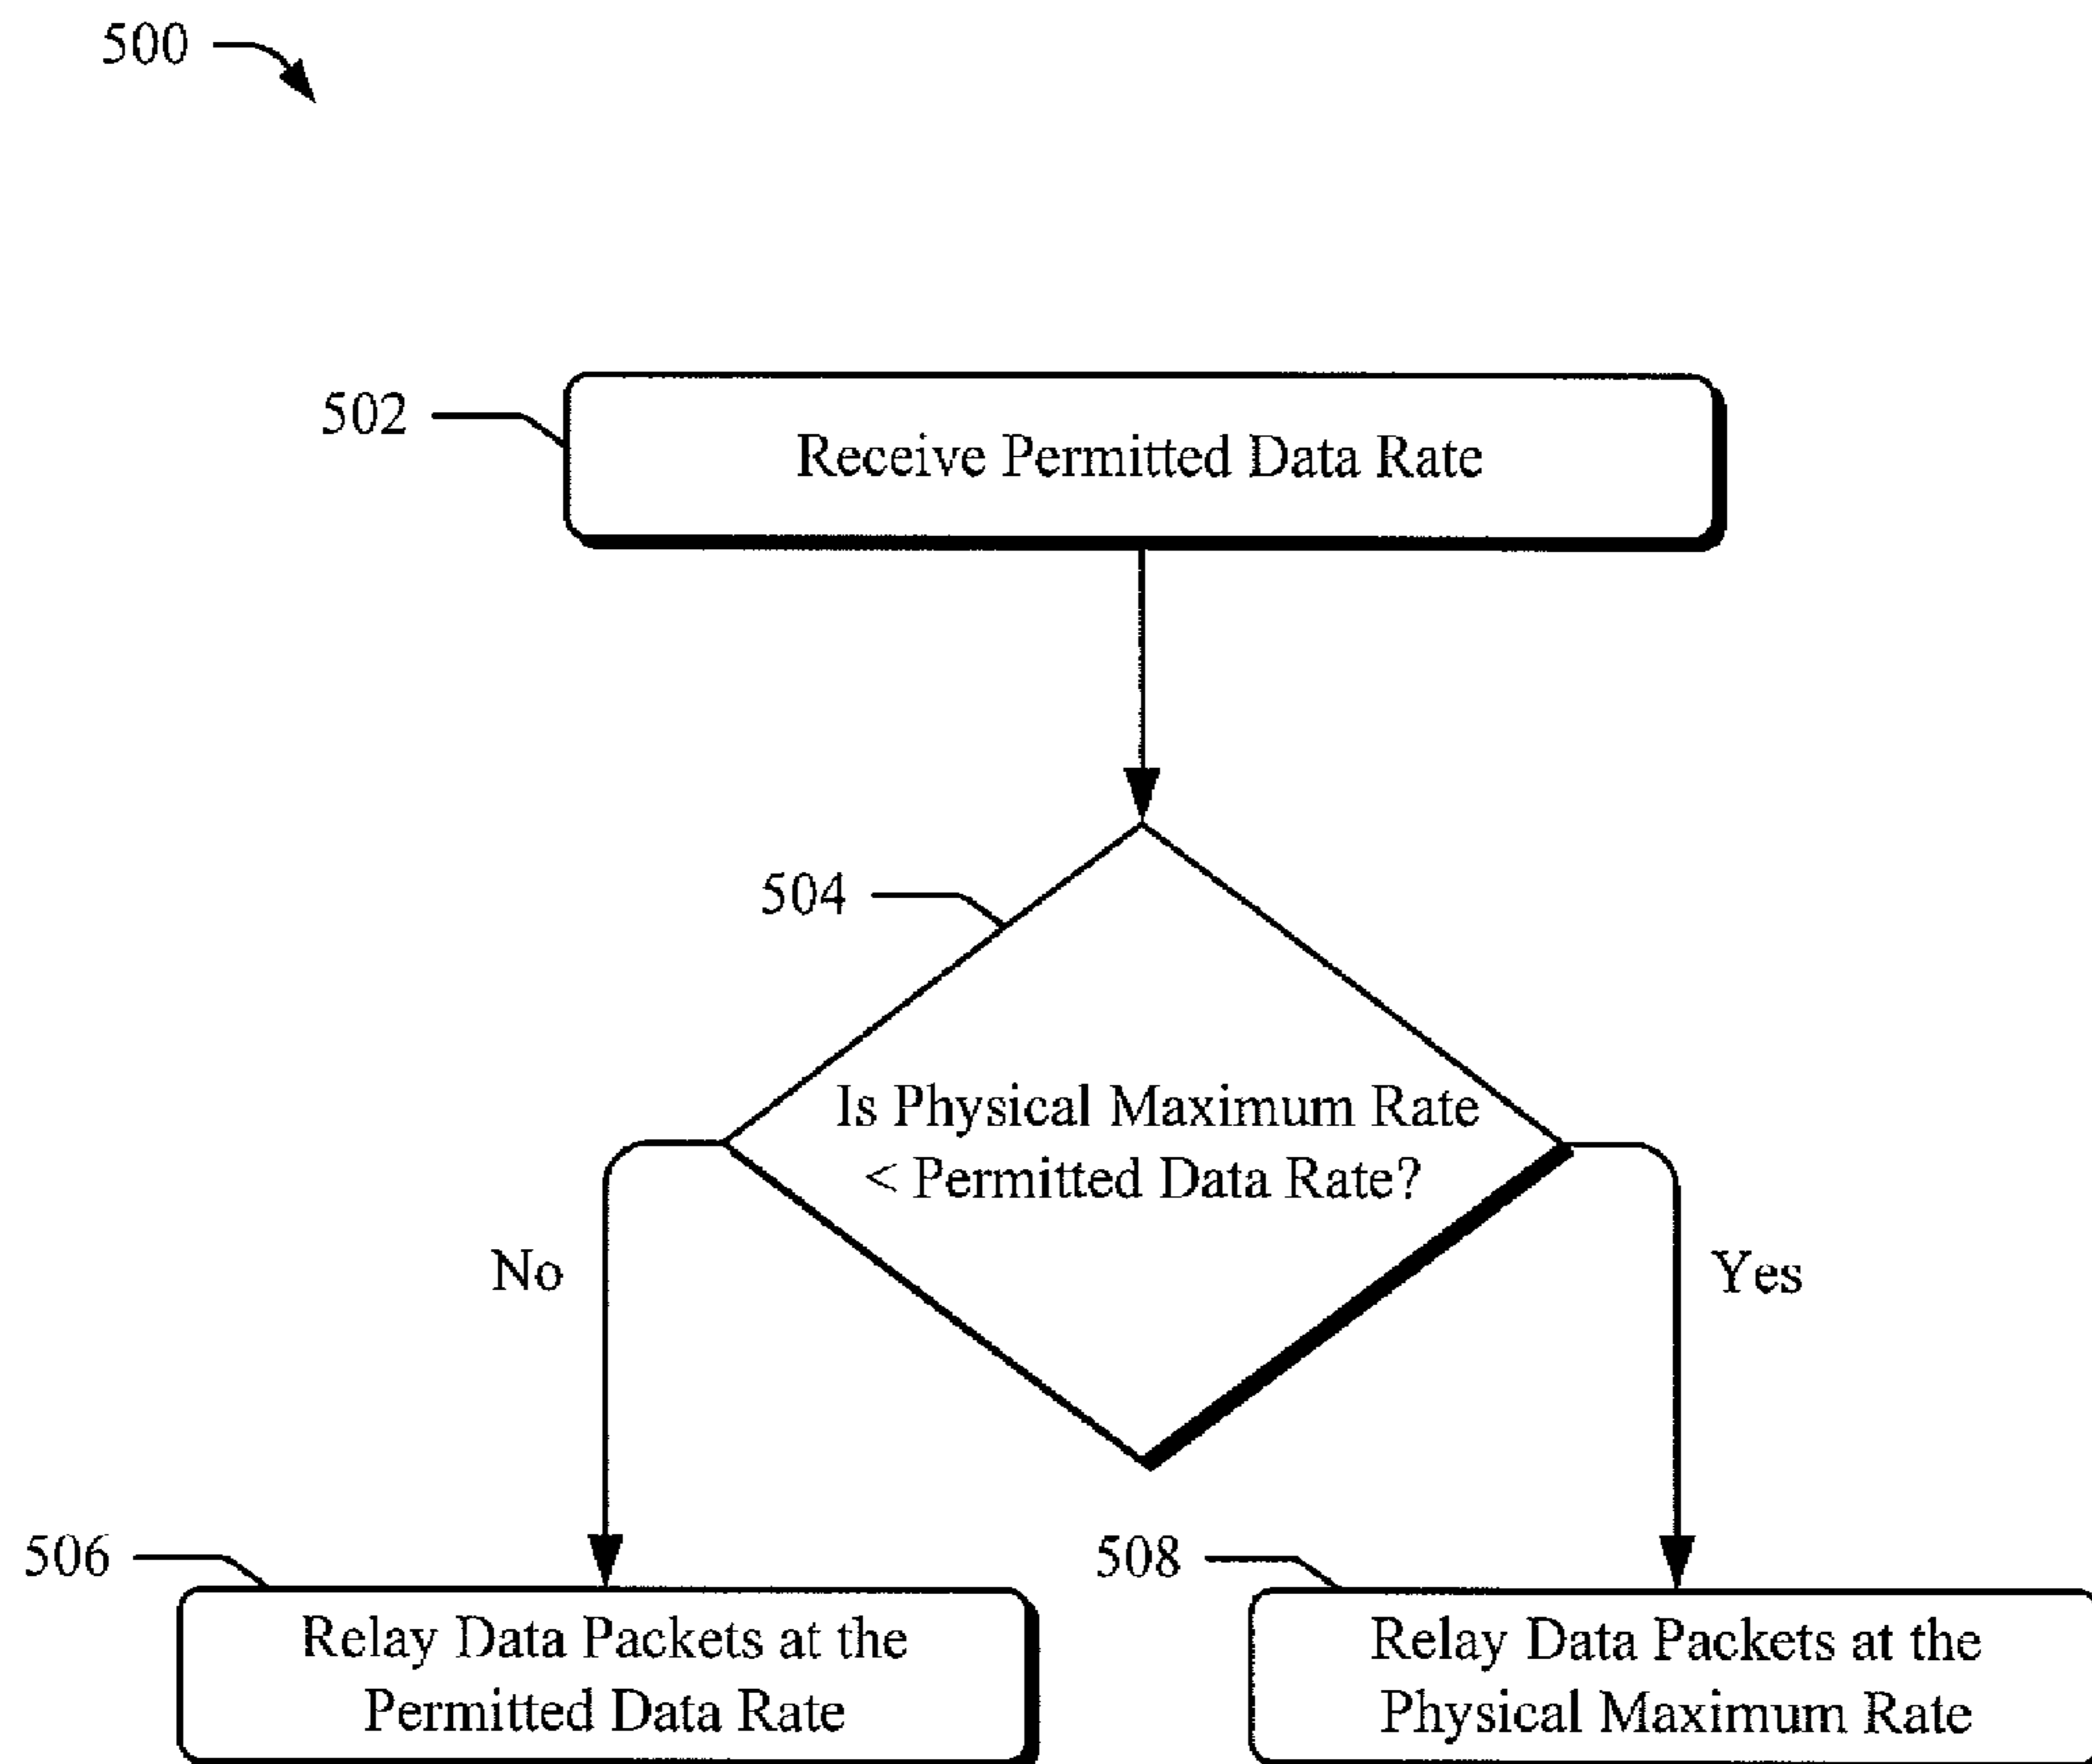 500
502
Receive Permitted Data Rate
504
Is Physical Maximum Rate
< Permitted Data Rate?
No
Yes
506
Relay Data Packets at the
Permitted Data Rate
508
Relay Data Packets at the
Physical Maximum Rate